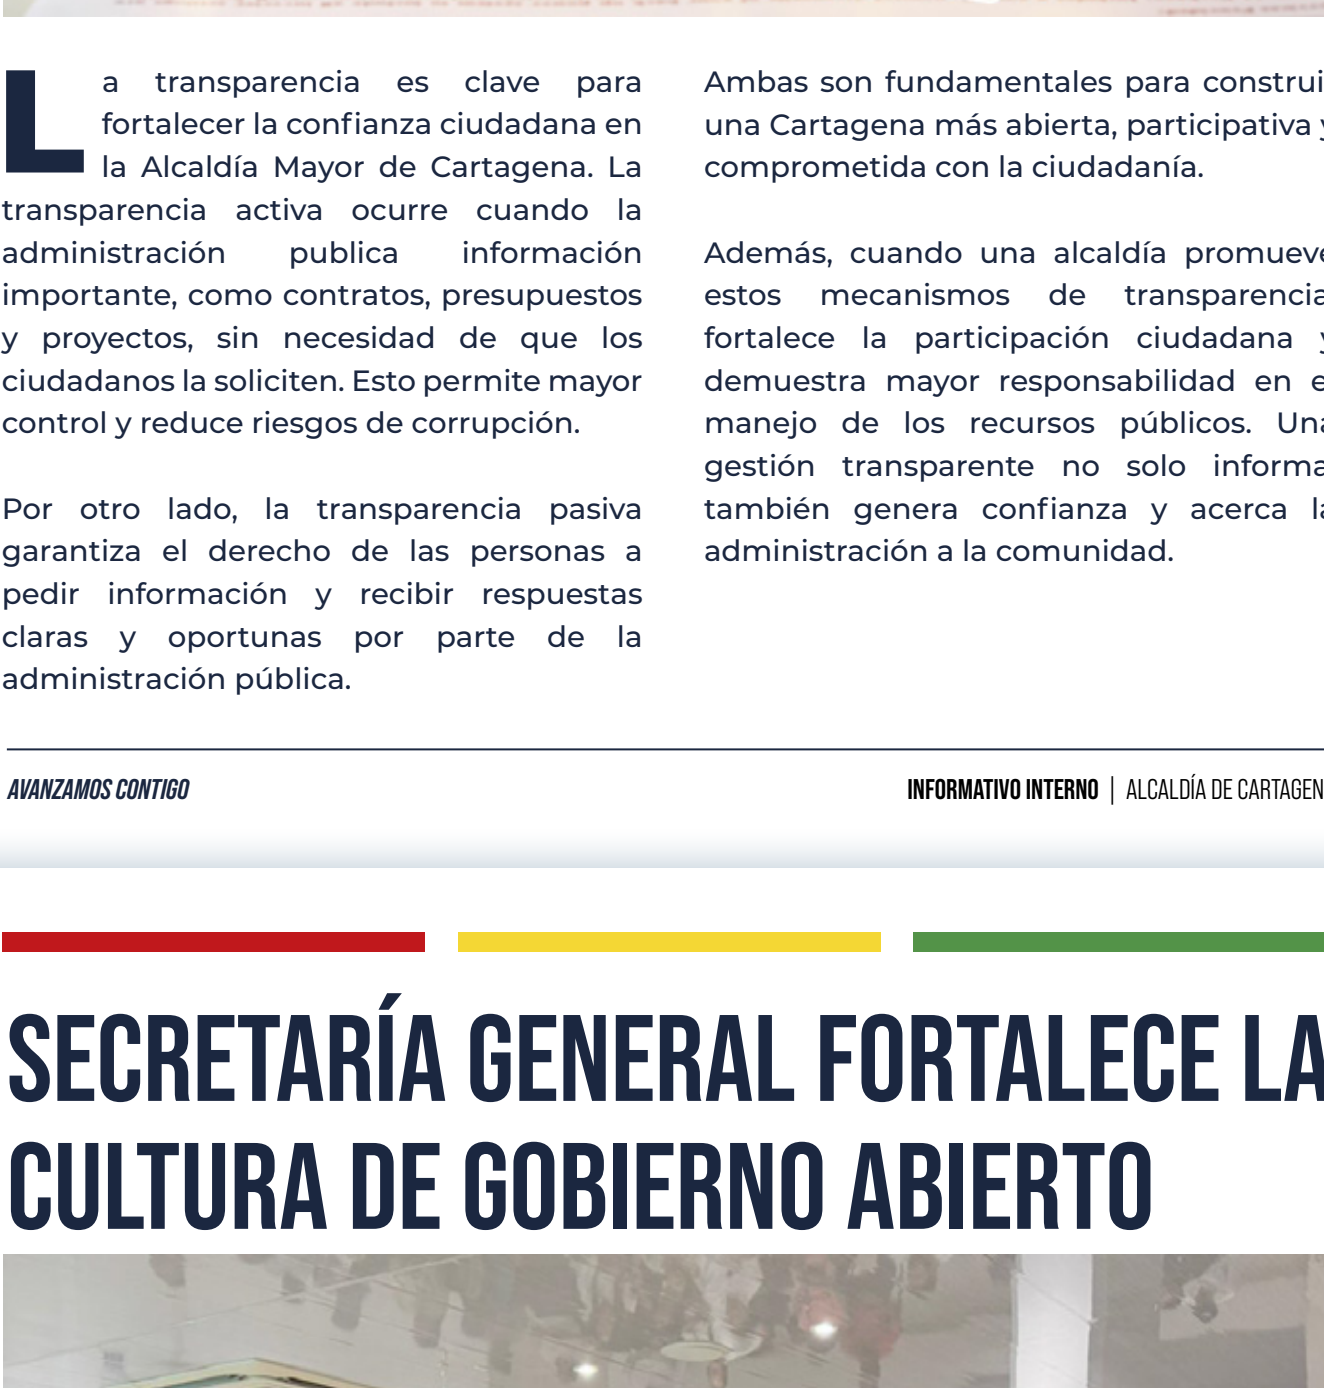 La transparencia es clave para
fortalecer la confianza ciudadana en
la Alcaldía Mayor de Cartagena. La
transparencia activa ocurre cuando la
administración publica información
importante, como contratos, presupuestos
y proyectos, sin necesidad de que los
ciudadanos la soliciten. Esto permite mayor
control y reduce riesgos de corrupción.
Por otro lado, la transparencia pasiva
garantiza el derecho de las personas a
pedir información y recibir respuestas
claras y oportunas por parte de la
administración pública.
Ambas son fundamentales para construi
una Cartagena más abierta, participativa y
comprometida con la ciudadanía.
Además, cuando una alcaldía promueve
estos mecanismos de transparencia
fortalece la participación ciudadana y
demuestra mayor responsabilidad en e
manejo de los recursos públicos. Una
gestión transparente no solo informa
también genera confianza y acerca la
administración a la comunidad.
AVANZAMOS CONTIGO
INFORMATIVO INTERNO | ALCALDÍA DE CARTAGEN
SECRETARÍA GENERAL FORTALECE LA
CULTURA DE GOBIERNO ABIERTO